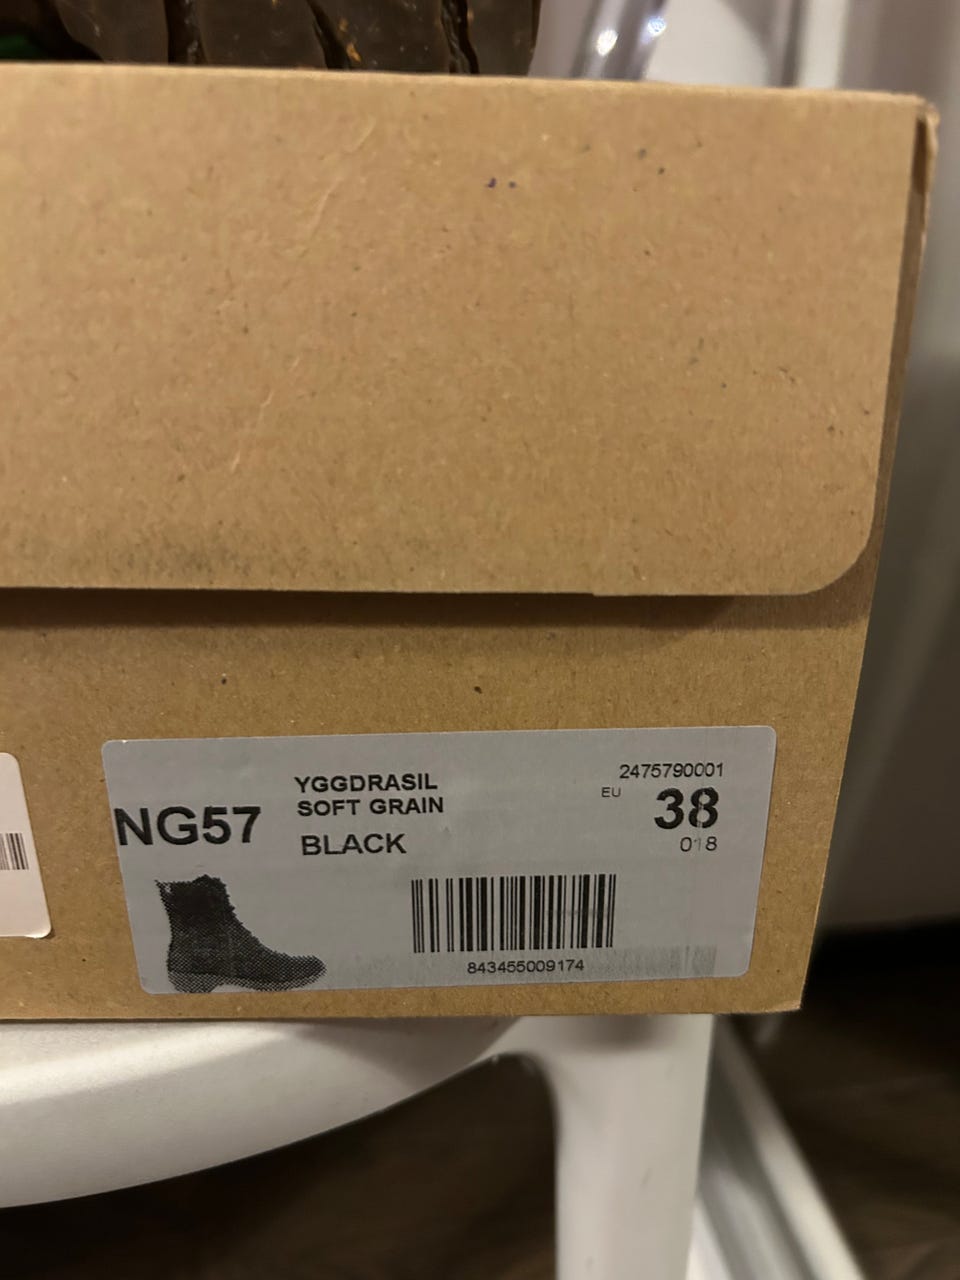 NG57
YGGDRASIL
SOFT GRAIN
BLACK
2475790001
EU 38
018
843455009174